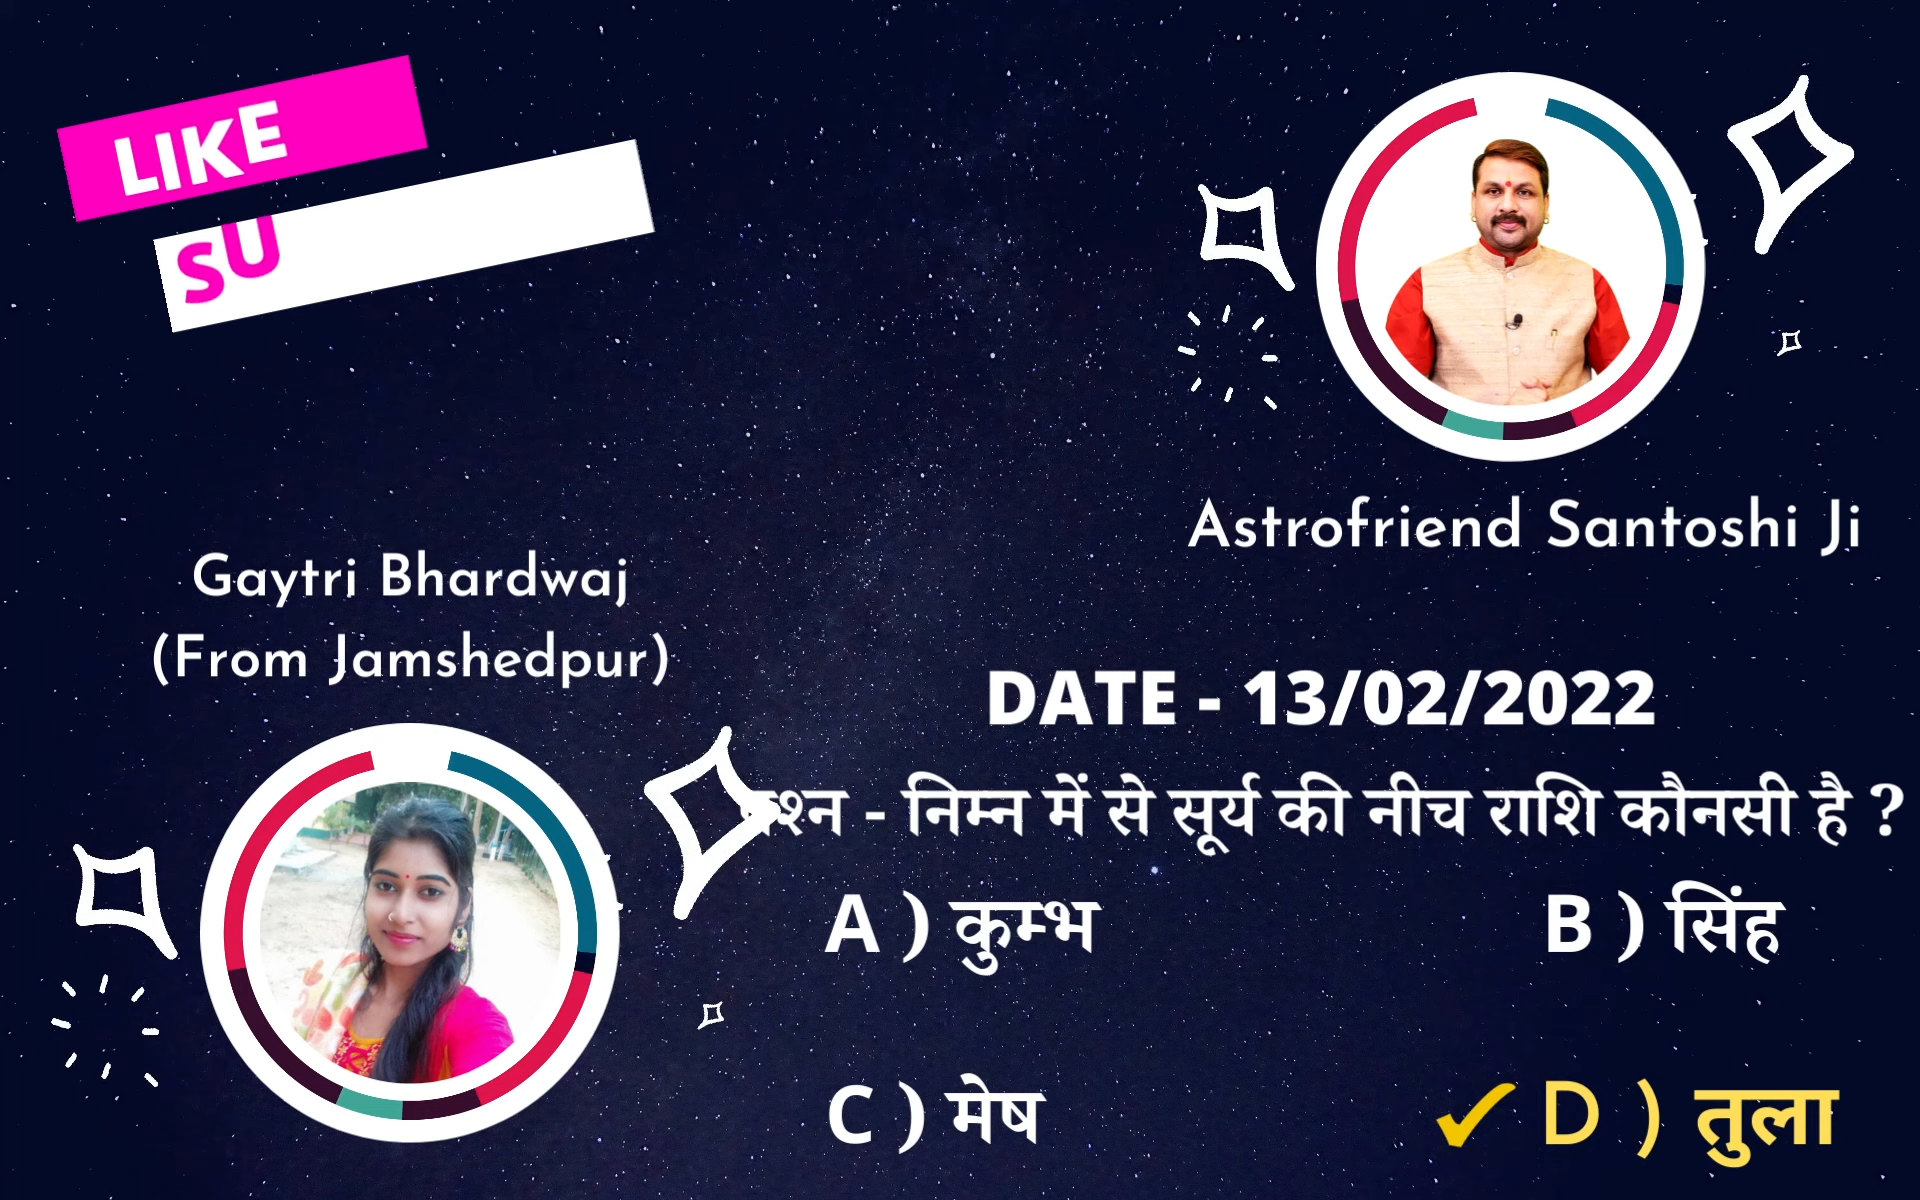 LIKE
SU
Astrofriend Santoshi Ji
Gaytri Bhardwaj
(From Jamshedpur)
DATE - 13/02/2022
- निम्न में से सूर्य की नीच राशि कौनसी है ?
A ) कुम्भ
B ) सिंह
C ) मेष
✓ D ) तुला